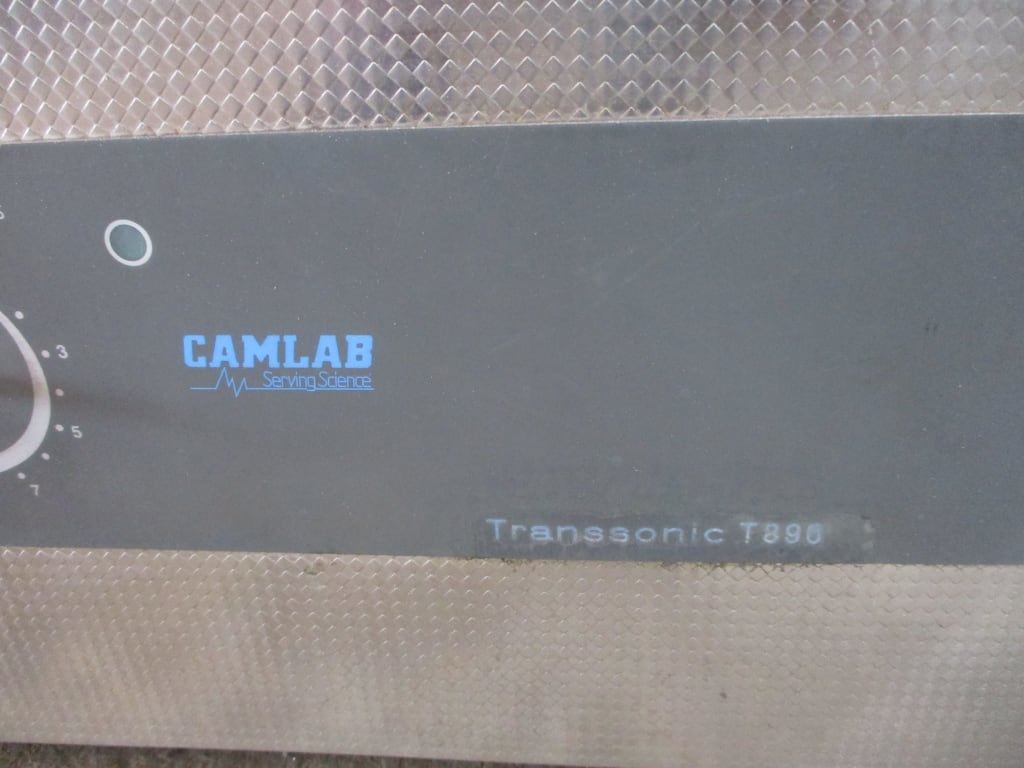 CAMLAB
Serving Science
3
5
7
Transsonic T890